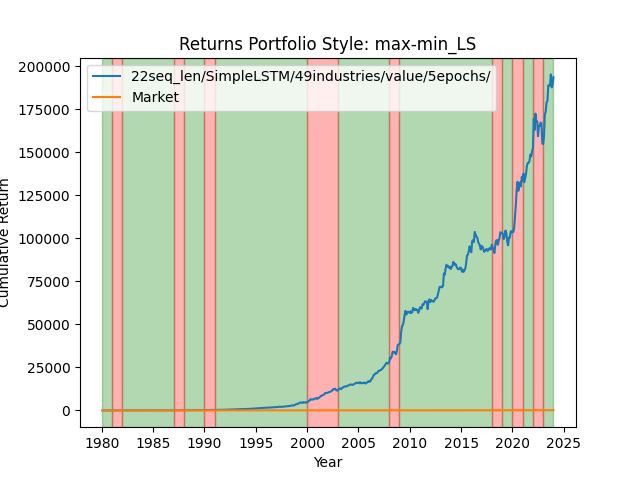 Returns Portfolio Style: max-min_LS
22seq_len/SimpleLSTM/49industries/value/5epochs/
Market
Cumulative Return
200000
175000
150000
125000
100000
75000
50000
25000
0
1980 1985 1990 1995 2000 2005 2010 2015 2020 2025
Year